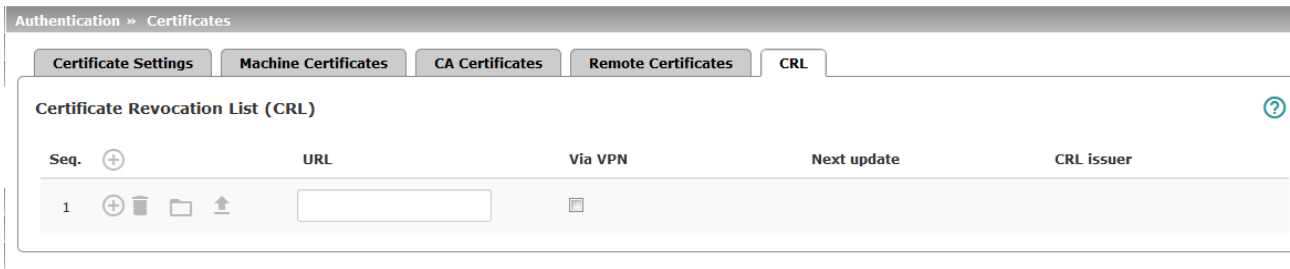 Authentication » Certificates
Certificate Settings Machine Certificates CA Certificates Remote Certificates CRL
Certificate Revocation List (CRL)
Seq. URL Via VPN Next update CRL issuer
1